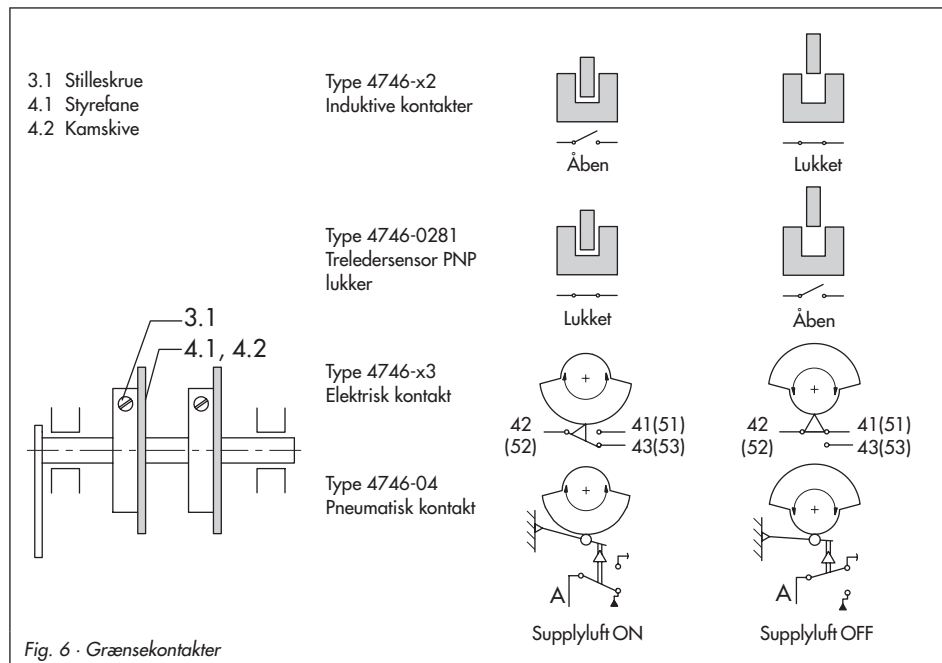 3.1 Stilleskrue
4.1 Styrefane
4.2 Kamskive
Type 4746-x2
Induktive kontakter
Åben
Lukket
Type 4746-0281
Treledersensor PNP
lukker
Lukket
Åben
3.1
4.1, 4.2
Type 4746-x3
Elektrisk kontakt
42
(52)
41(51)
43(53)
42
(52)
41(51)
43(53)
Type 4746-04
Pneumatisk kontakt
A
Supplyluft ON
A
Supplyluft OFF
Fig. 6 · Grænsekontakter